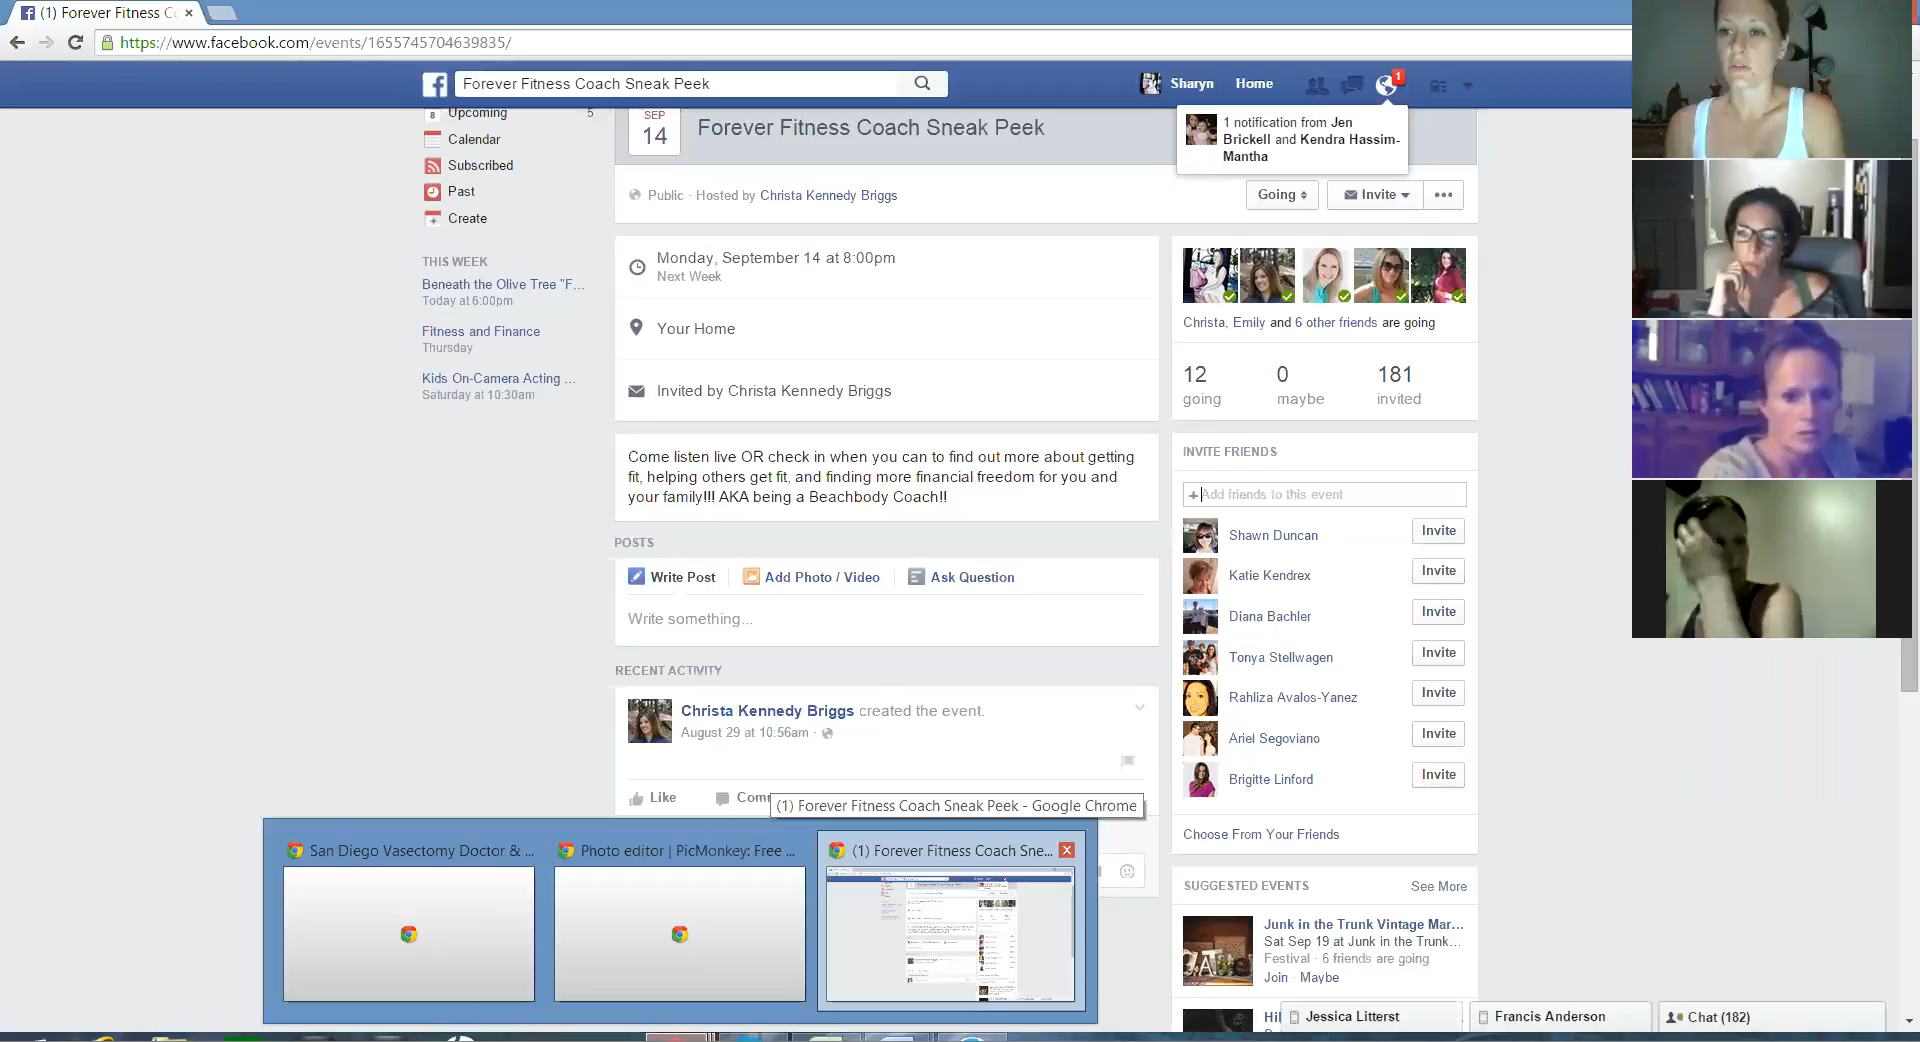 (1) Forever Fitness C
https://www.facebook.com/events/1655745704639835/
Forever Fitness Coach Sneak Peek
Sharyn
Home
1
1 notification from Jen
Brickell and Kendra Hassim-
Mantha
Upcoming 5
Calendar
Subscribed
Past
Create
THIS WEEK
Beneath the Olive Tree "F...
Today at 6:00pm
Fitness and Finance
Thursday
Kids On-Camera Acting ...
Saturday at 10:30am
SEP
14
Forever Fitness Coach Sneak Peek
Public · Hosted by Christa Kennedy Briggs
Going
Invite
Monday, September 14 at 8:00pm
Next Week
Your Home
Invited by Christa Kennedy Briggs
Come listen live OR check in when you can to find out more about getting
fit, helping others get fit, and finding more financial freedom for you and
your family!!! AKA being a Beachbody Coach!!
POSTS
Write Post
Add Photo / Video
Ask Question
Write something...
RECENT ACTIVITY
Christa Kennedy Briggs created the event.
August 29 at 10:56am
Like
Comm
(1) Forever Fitness Coach Sneak Peek - Google Chrome
San Diego Vasectomy Doctor & ...
Photo editor | PicMonkey: Free ...
(1) Forever Fitness Coach Sne...
Christa, Emily and 6 other friends are going
12 0 181
going maybe invited
INVITE FRIENDS
Add friends to this event
Shawn Duncan Invite
Katie Kendrex Invite
Diana Bachler Invite
Tonya Stellwagen Invite
Rahliza Avalos-Yanez Invite
Ariel Segoviano Invite
Brigitte Linford Invite
Choose From Your Friends
SUGGESTED EVENTS See More
Junk in the Trunk Vintage Mar...
Sat Sep 19 at Junk in the Trunk...
Festival · 6 friends are going
Join · Maybe
Jessica Litterst
Francis Anderson
Chat (182)